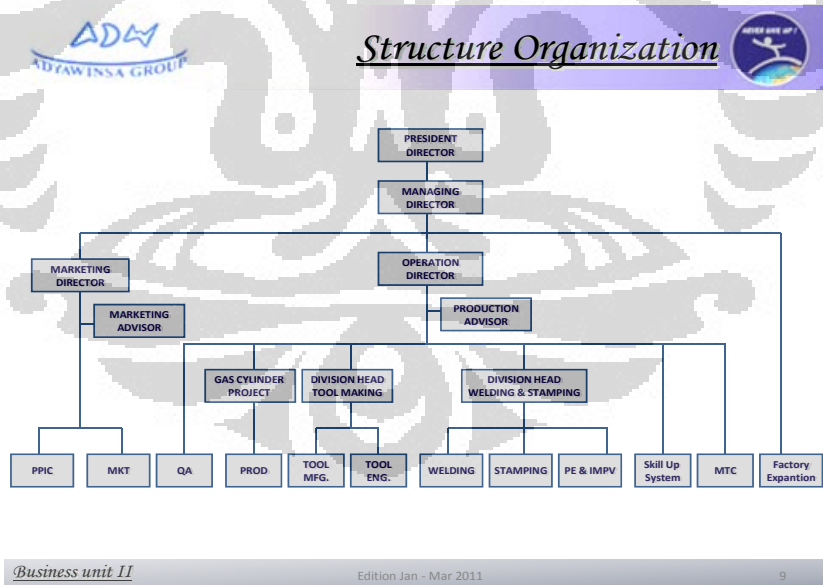 ADW
ADYAWINSA GROUP
Structure Organization
NEVER GIVE UP !
PRESIDENT
DIRECTOR
MANAGING
DIRECTOR
MARKETING
DIRECTOR
OPERATION
DIRECTOR
MARKETING
ADVISOR
PRODUCTION
ADVISOR
GAS CYLINDER
PROJECT
DIVISION HEAD
TOOL MAKING
DIVISION HEAD
WELDING & STAMPING
PPIC
MKT
QA
PROD
TOOL
MFG.
TOOL
ENG.
WELDING
STAMPING
PE & IMPV
Skill Up
System
MTC
Factory
Expantion
Business unit II
Edition Jan - Mar 2011
9